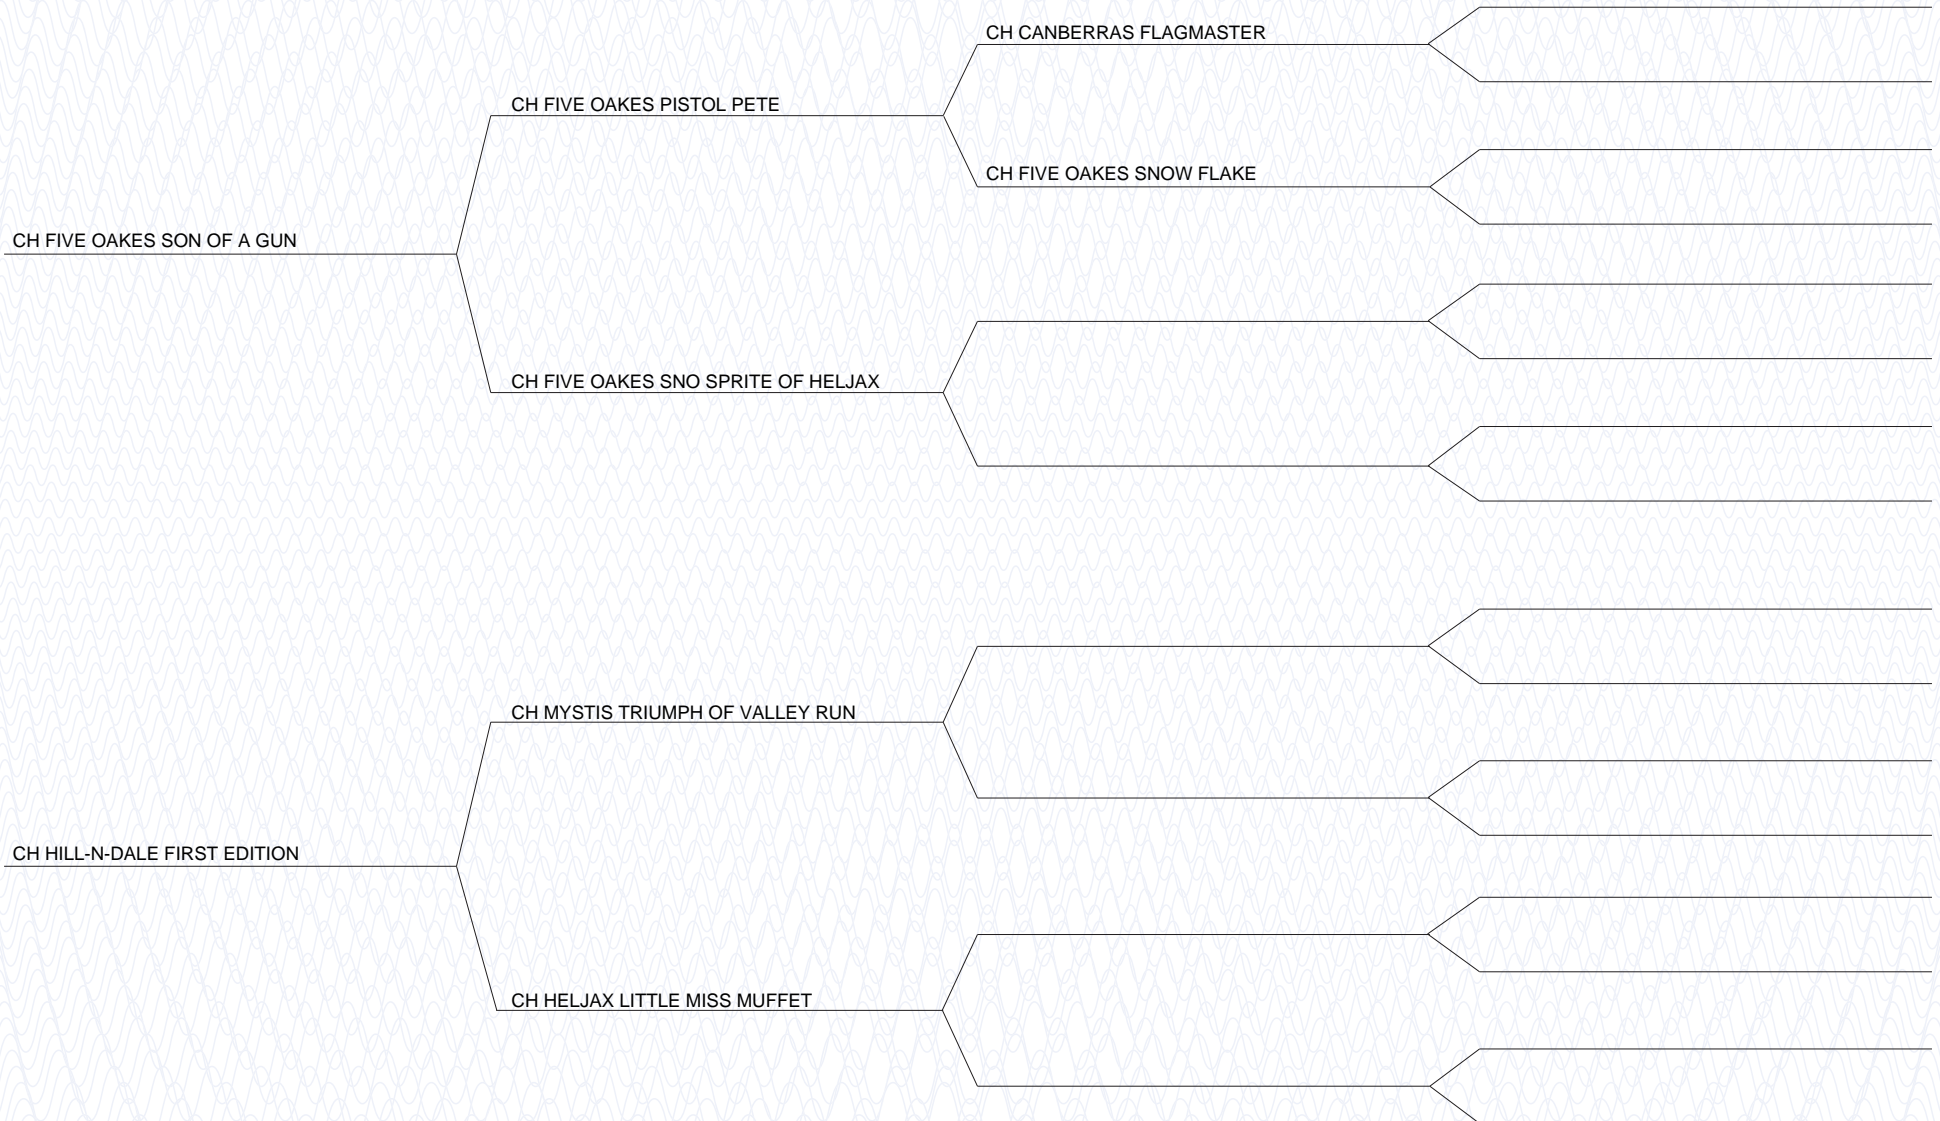 CH CANBERRAS FLAGMASTER
CH FIVE OAKES PISTOL PETE
CH FIVE OAKES SNOW FLAKE
CH FIVE OAKES SON OF A GUN
CH FIVE OAKES SNO SPRITE OF HELJAX
CH MYSTIS TRIUMPH OF VALLEY RUN
CH HILL-N-DALE FIRST EDITION
CH HELJAX LITTLE MISS MUFFET